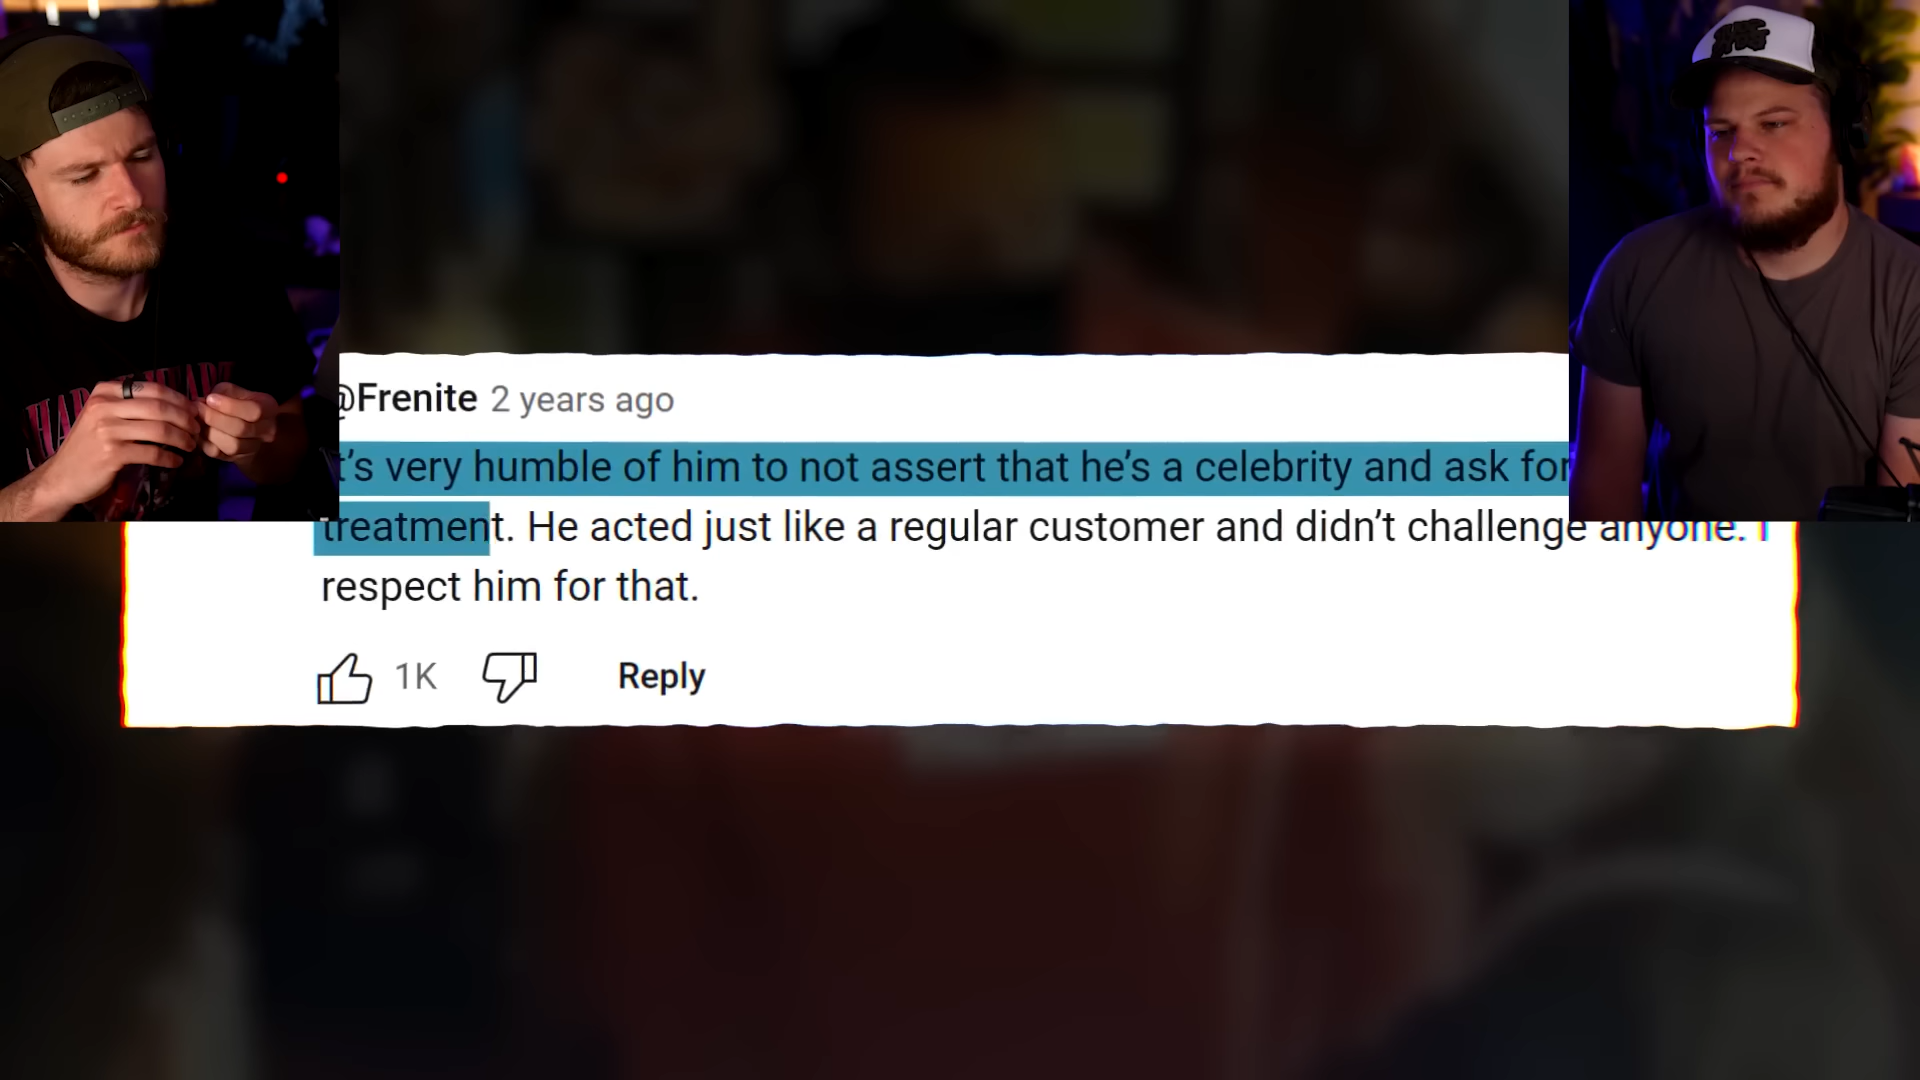 @Frenite 2 years ago
t's very humble of him to not assert that he's a celebrity and ask for
treatment. He acted just like a regular customer and didn't challenge anyone. I
respect him for that.
1K Reply